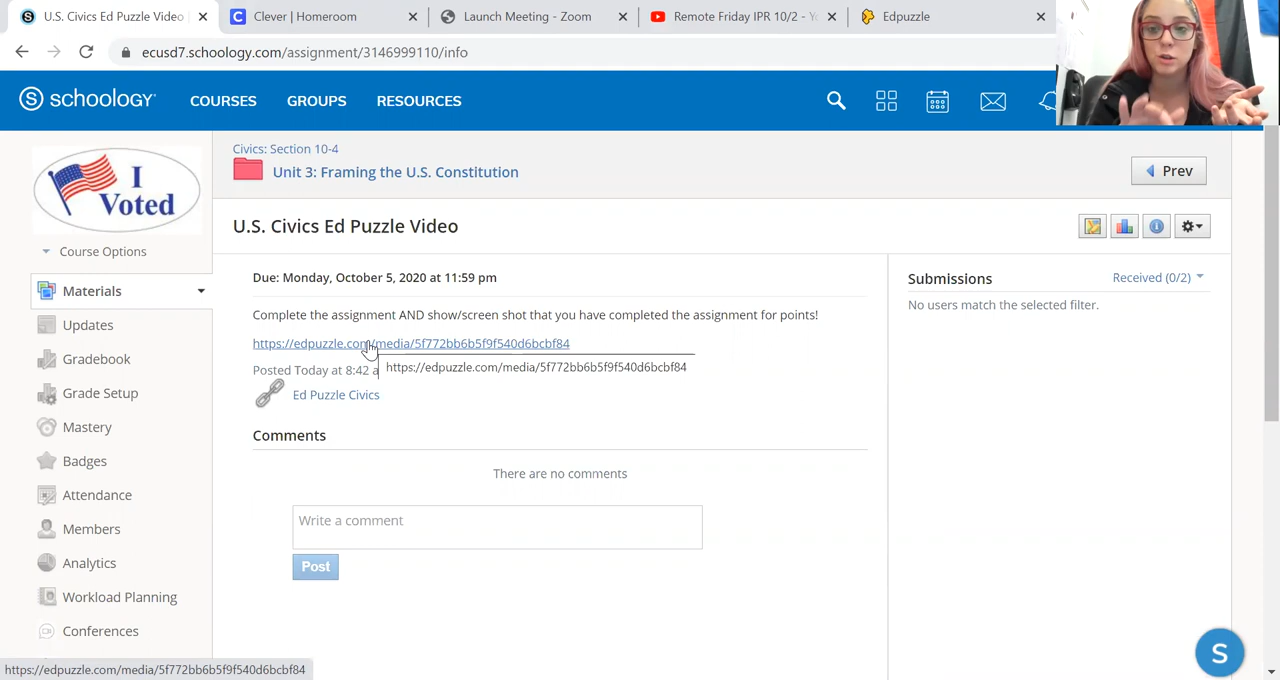 U.S. Civics Ed Puzzle Video
Clever | Homeroom
Launch Meeting - Zoom
Remote Friday IPR 10/2 - Yo
Edpuzzle
ecusd7.schoology.com/assignment/3146999110/info
S schoology
COURSES
GROUPS
RESOURCES
I Voted
Course Options
Materials
Updates
Gradebook
Grade Setup
Mastery
Badges
Attendance
Members
Analytics
Workload Planning
Conferences
Civics: Section 10-4
Unit 3: Framing the U.S. Constitution
Prev
U.S. Civics Ed Puzzle Video
Due: Monday, October 5, 2020 at 11:59 pm
Complete the assignment AND show/screen shot that you have completed the assignment for points!
https://edpuzzle.com/media/5f772bb6b5f9f540d6bcbf84
https://edpuzzle.com/media/5f772bb6b5f9f540d6bcbf84
Posted Today at 8:42 a
Ed Puzzle Civics
Comments
There are no comments
Write a comment
Post
Submissions
Received (0/2)
No users match the selected filter.
S
https://edpuzzle.com/media/5f772bb6b5f9f540d6bcbf84